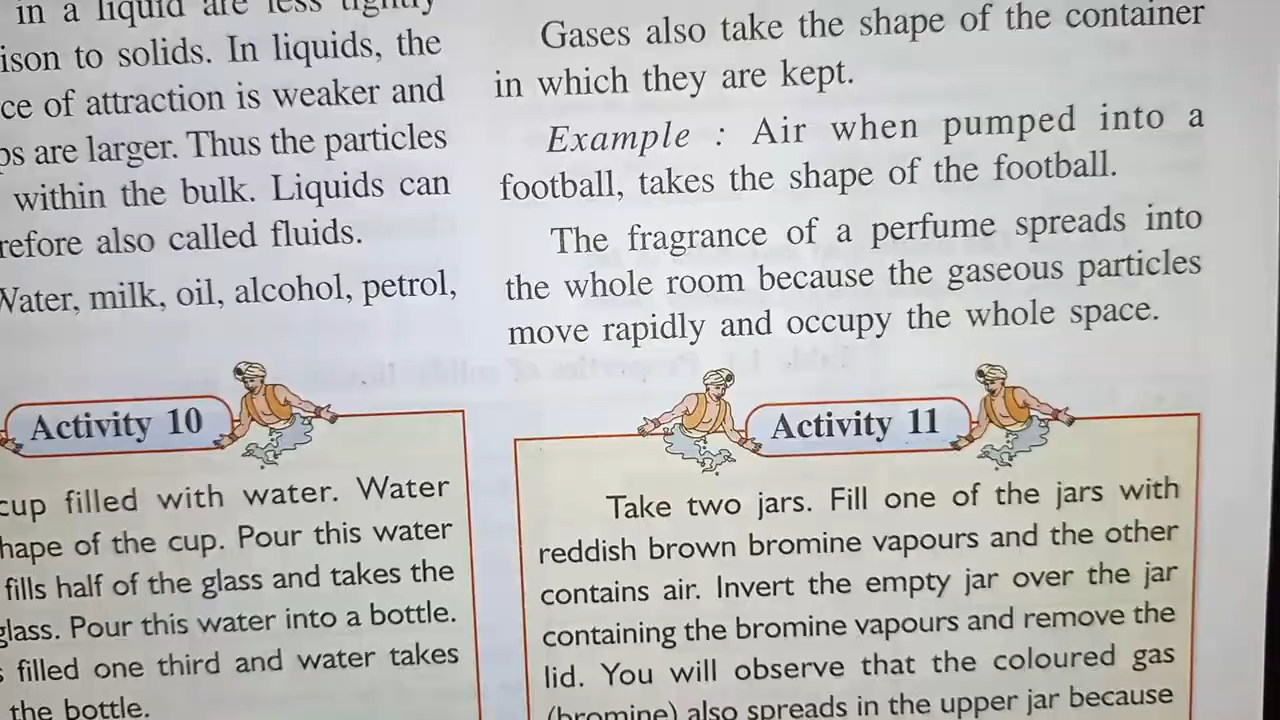 in a liquid are less tightly
to solids. In liquids, the
of attraction is weaker and
are larger. Thus the particles
within the bulk. Liquids can
also called fluids.
Water, milk, oil, alcohol, petrol,
Activity 10
cup filled with water. Water
of the cup. Pour this water
fills half of the glass and takes the
glass. Pour this water into a bottle.
filled one third and water takes
the bottle.
Gases also take the shape of the container
in which they are kept.
Example : Air when pumped into a
football, takes the shape of the football.
The fragrance of a perfume spreads into
the whole room because the gaseous particles
move rapidly and occupy the whole space.
Activity 11
Take two jars. Fill one of the jars with
reddish brown bromine vapours and the other
contains air. Invert the empty jar over the jar
containing the bromine vapours and remove the
lid. You will observe that the coloured gas
(bromine) also spreads in the upper jar because